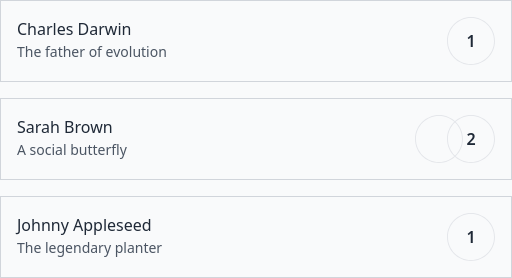 Charles Darwin
The father of evolution
1
Sarah Brown
A social butterfly
2
Johnny Appleseed
The legendary planter
1